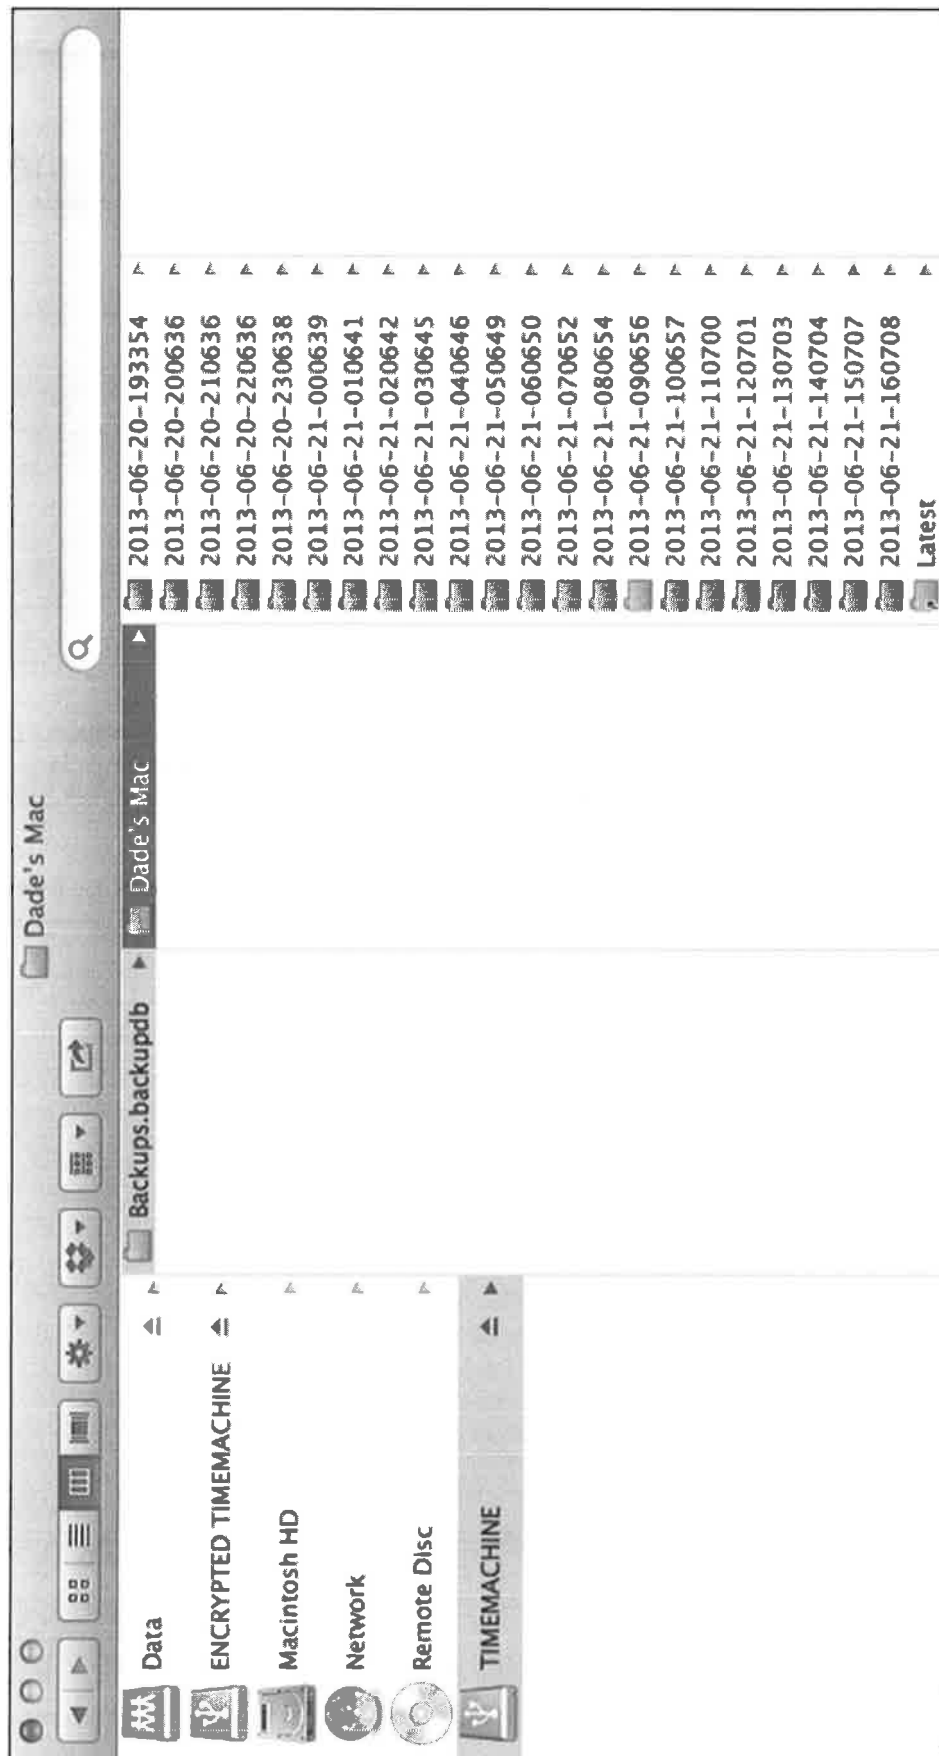 Dade's Mac
Data
ENCRYPTED TIMEMACHINE
Macintosh HD
Network
Remote Disc
TIMEMACHINE
Backups.backupdb
Dade's Mac
2013-06-20-193354
2013-06-20-200636
2013-06-20-210636
2013-06-20-220636
2013-06-20-230638
2013-06-21-000639
2013-06-21-010641
2013-06-21-020642
2013-06-21-030645
2013-06-21-040646
2013-06-21-050649
2013-06-21-060650
2013-06-21-070652
2013-06-21-080654
2013-06-21-090656
2013-06-21-100657
2013-06-21-110700
2013-06-21-120701
2013-06-21-130703
2013-06-21-140704
2013-06-21-150707
2013-06-21-160708
Latest